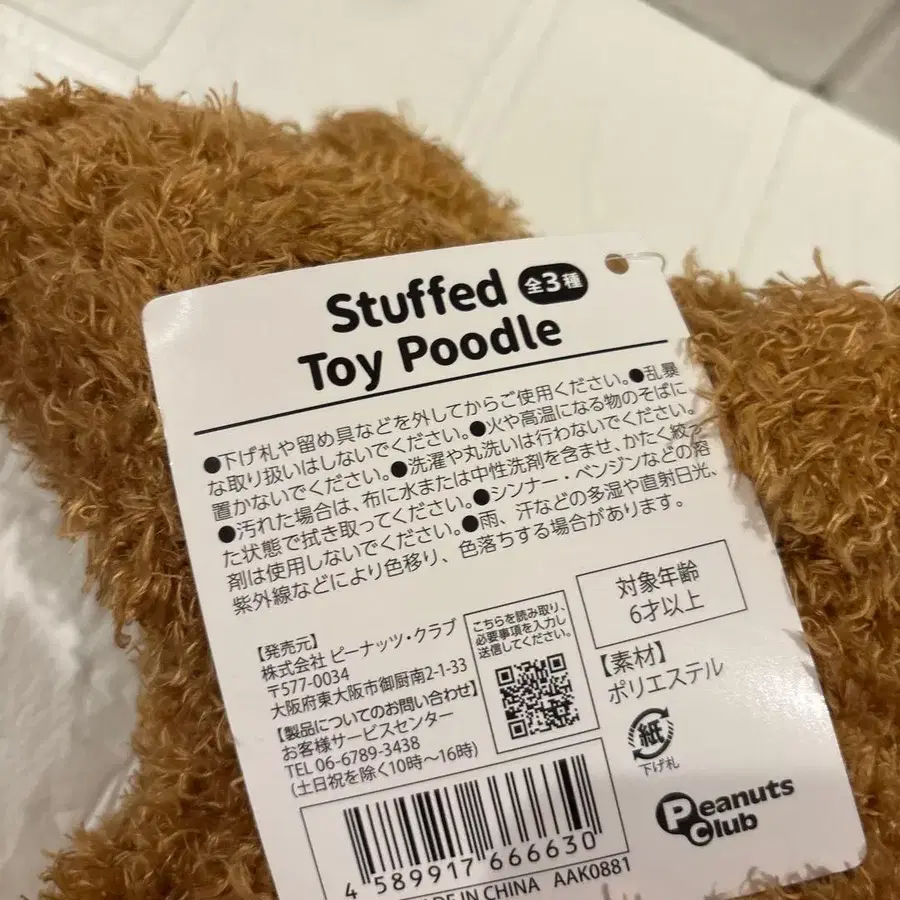 Stuffed 全3種
Toy Poodle
●下げ札や留め具などを外してからご使用ください。●乱暴
な取り扱いはしないでください。●火や高温になる物のそばに
置かないでください。●洗濯や丸洗いは行わないでください。
●汚れた場合は、布に水または中性洗剤を含ませ、かたく絞っ
た状態で拭き取ってください。●シンナー・ベンジンなどの溶
剤は使用しないでください。●雨、汗などの多湿や直射日光、
紫外線などにより色移り、色落ちする場合があります。
【発売元】
株式会社 ピーナッツ・クラブ
〒577-0034
大阪府東大阪市御厨南2-1-33
【製品についてのお問い合わせ】
お客様サービスセンター
TEL 06-6789-3438
(土日祝を除く10時〜16時)
こちらを読み取り、
必要事項を入力し
送信してください。
対象年齢
6才以上
【素材】
ポリエステル
紙
下げ札
Peanuts
Club
4 589917 666630
MADE IN CHINA AAK0881